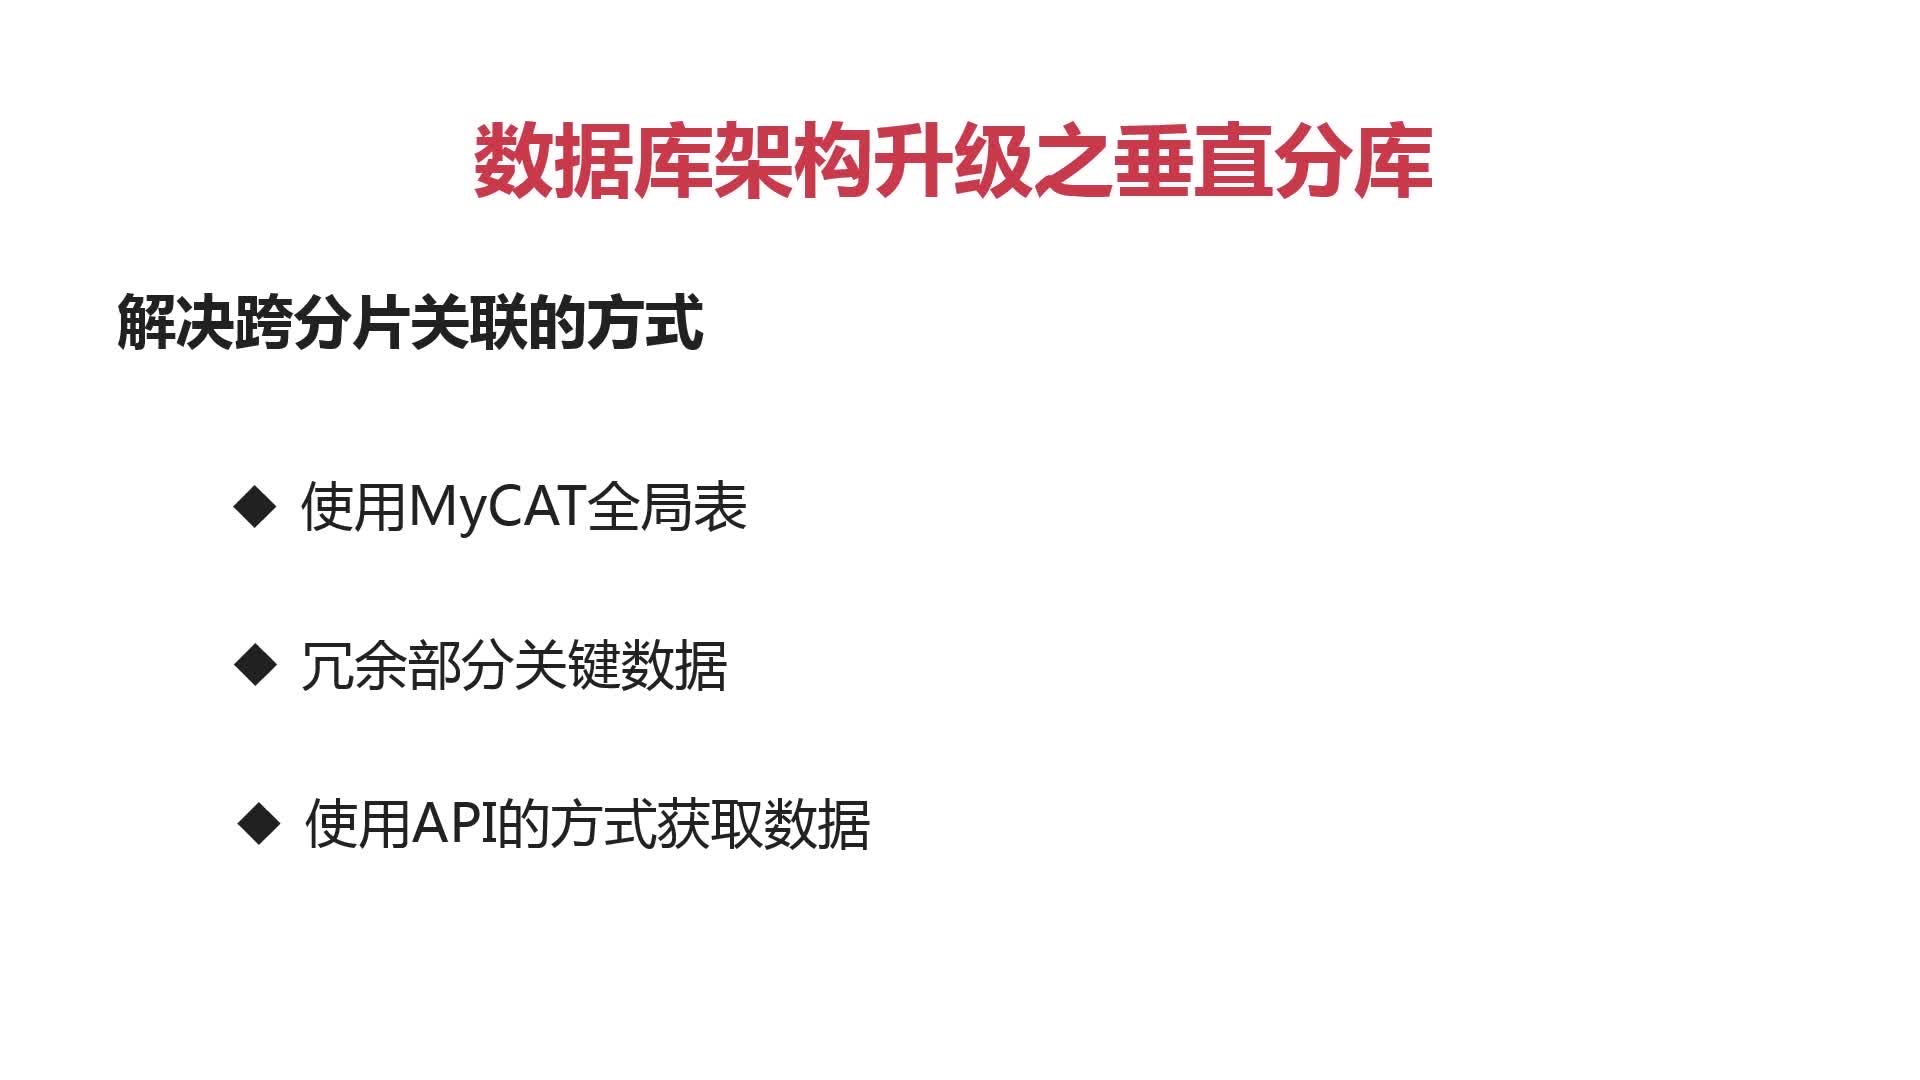 数据库架构升级之垂直分库
解决跨分片关联的方式
◆ 使用MyCAT全局表
◆ 冗余部分关键数据
◆ 使用API的方式获取数据